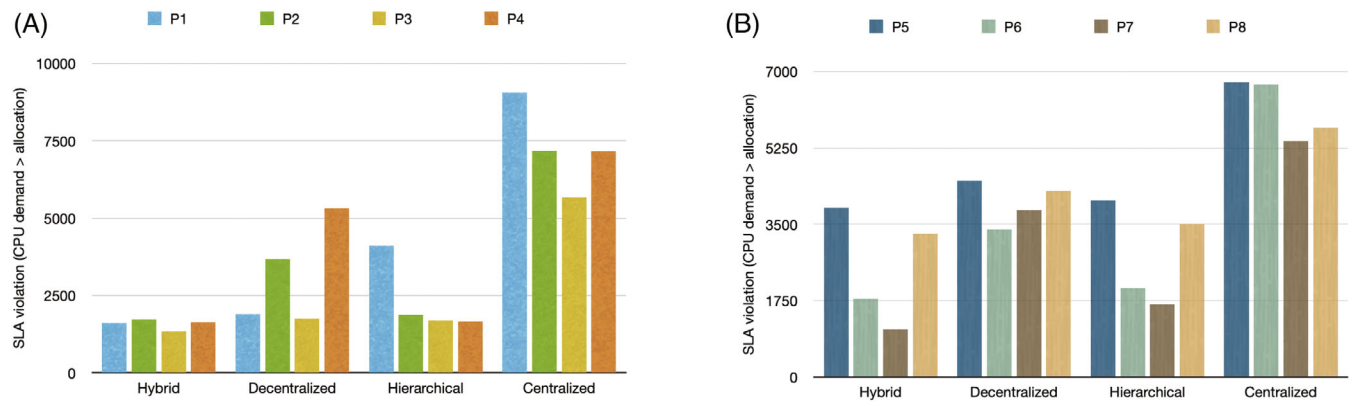 (A)
P1 P2 P3 P4
SLA violation (CPU demand > allocation)
10000
7500
5000
2500
0
Hybrid Decentralized Hierarchical Centralized
(B)
P5 P6 P7 P8
SLA violation (CPU demand > allocation)
7000
5250
3500
1750
0
Hybrid Decentralized Hierarchical Centralized